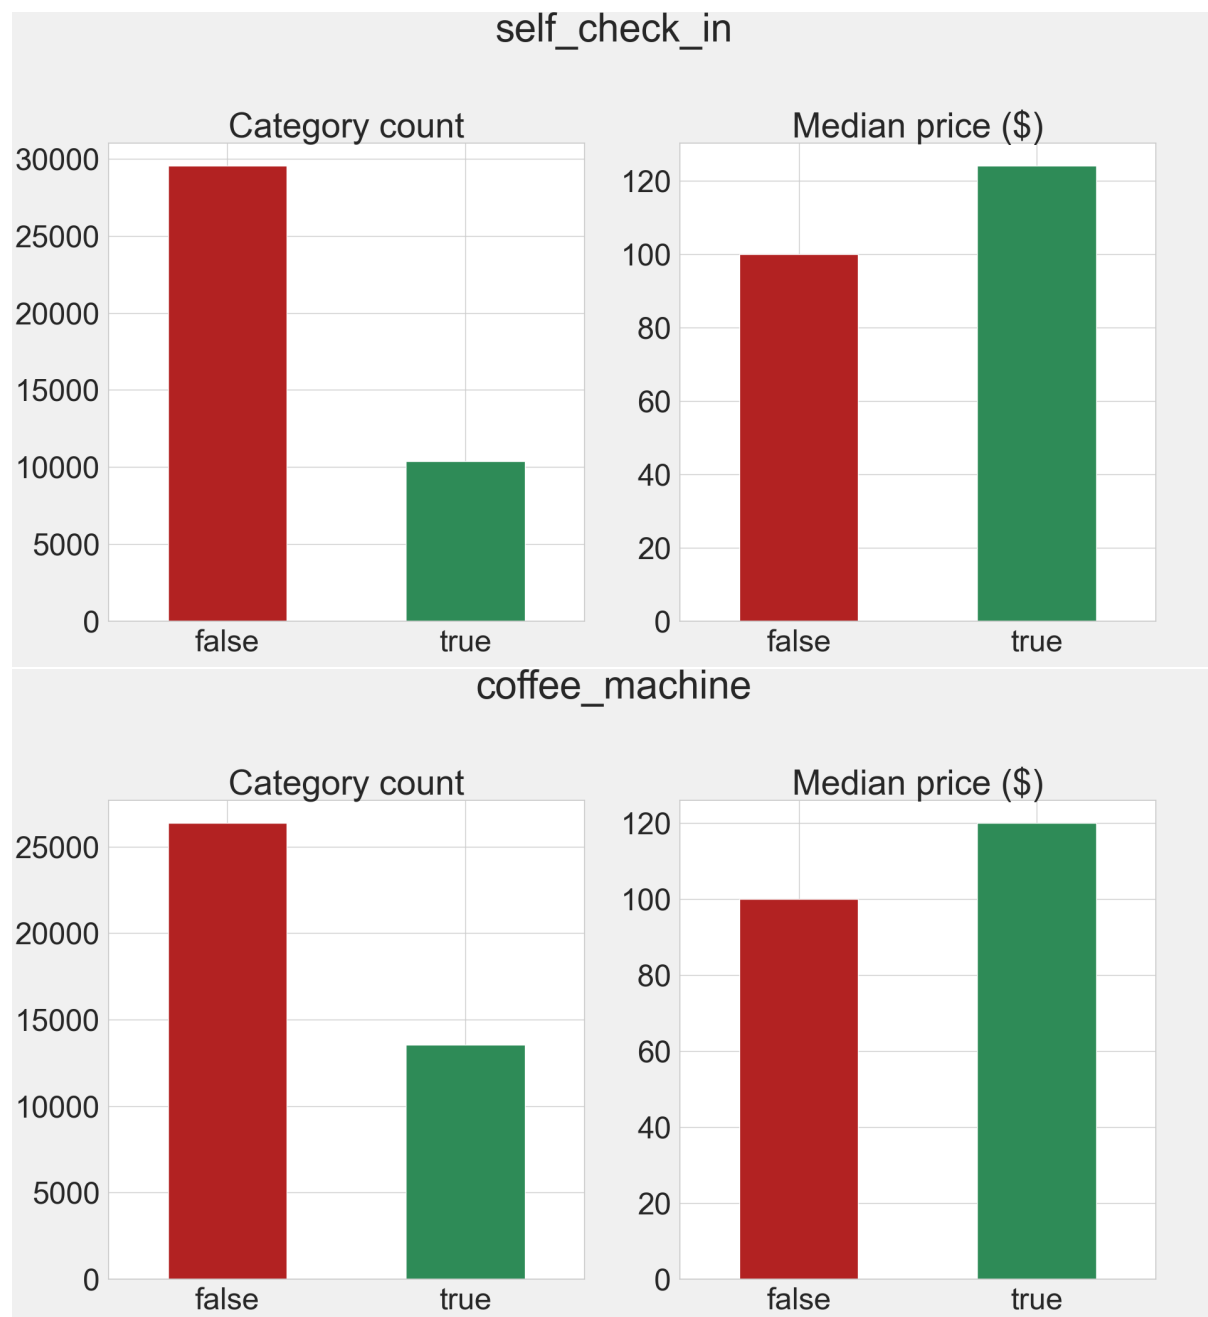 self_check_in
Category count
30000
25000
20000
15000
10000
5000
0
false true
Median price ($)
120
100
80
60
40
20
0
false true
coffee_machine
Category count
25000
20000
15000
10000
5000
0
false true
Median price ($)
120
100
80
60
40
20
0
false true